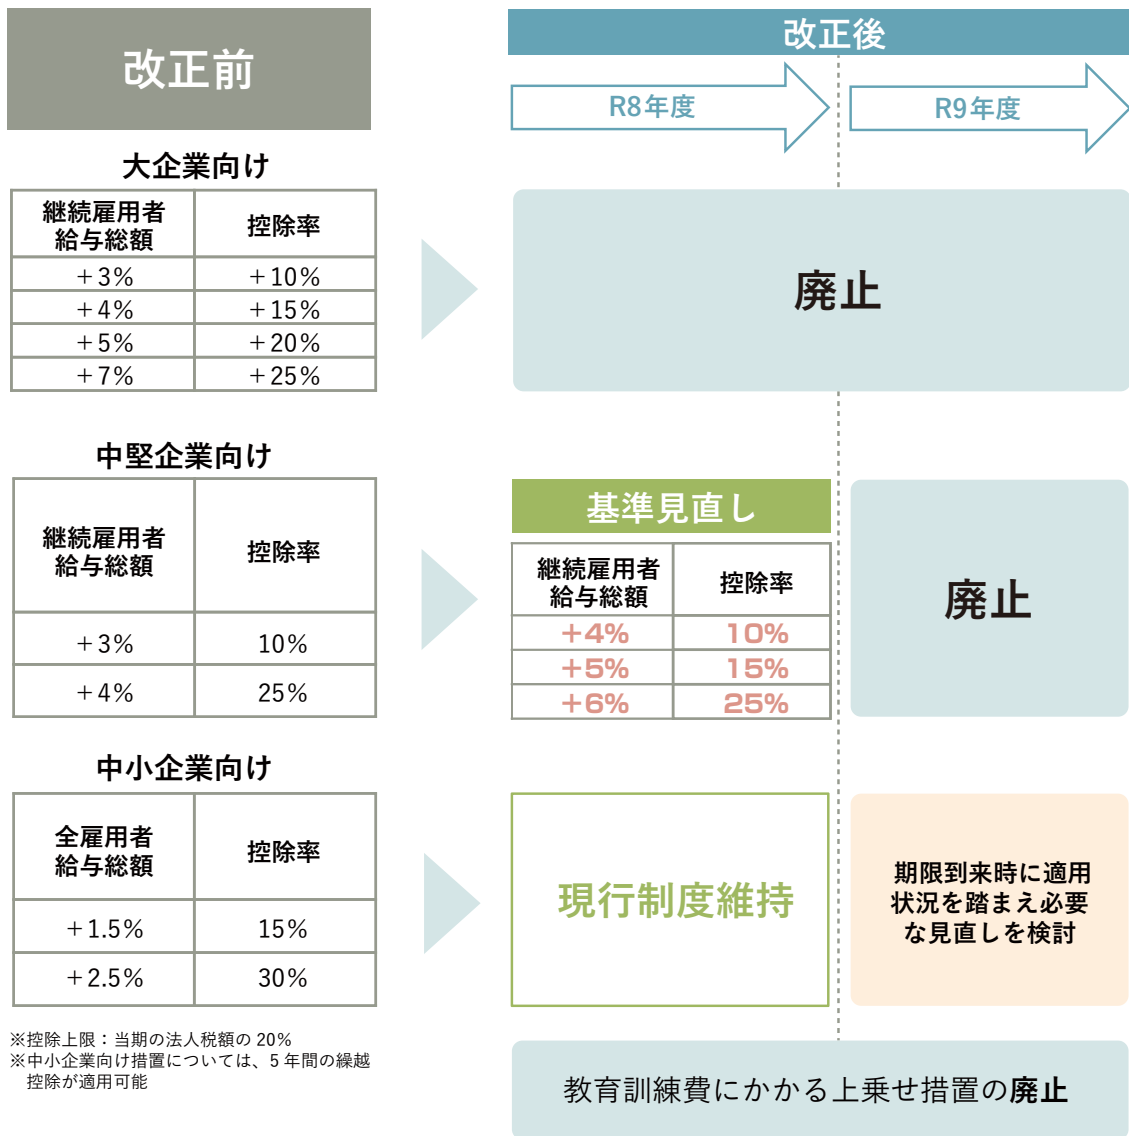 改正前
改正後
R8年度
R9年度
大企業向け
継続雇用者
給与総額
控除率
+3% +10%
+4% +15%
+5% +20%
+7% +25%
廃止
中堅企業向け
継続雇用者
給与総額
控除率
+3% 10%
+4% 25%
基準見直し
継続雇用者
給与総額
控除率
+4% 10%
+5% 15%
+6% 25%
廃止
中小企業向け
全雇用者
給与総額
控除率
+1.5% 15%
+2.5% 30%
現行制度維持
期限到来時に適用
状況を踏まえ必要
な見直しを検討
※控除上限：当期の法人税額の 20%
※中小企業向け措置については、5 年間の繰越
控除が適用可能
教育訓練費にかかる上乗せ措置の廃止